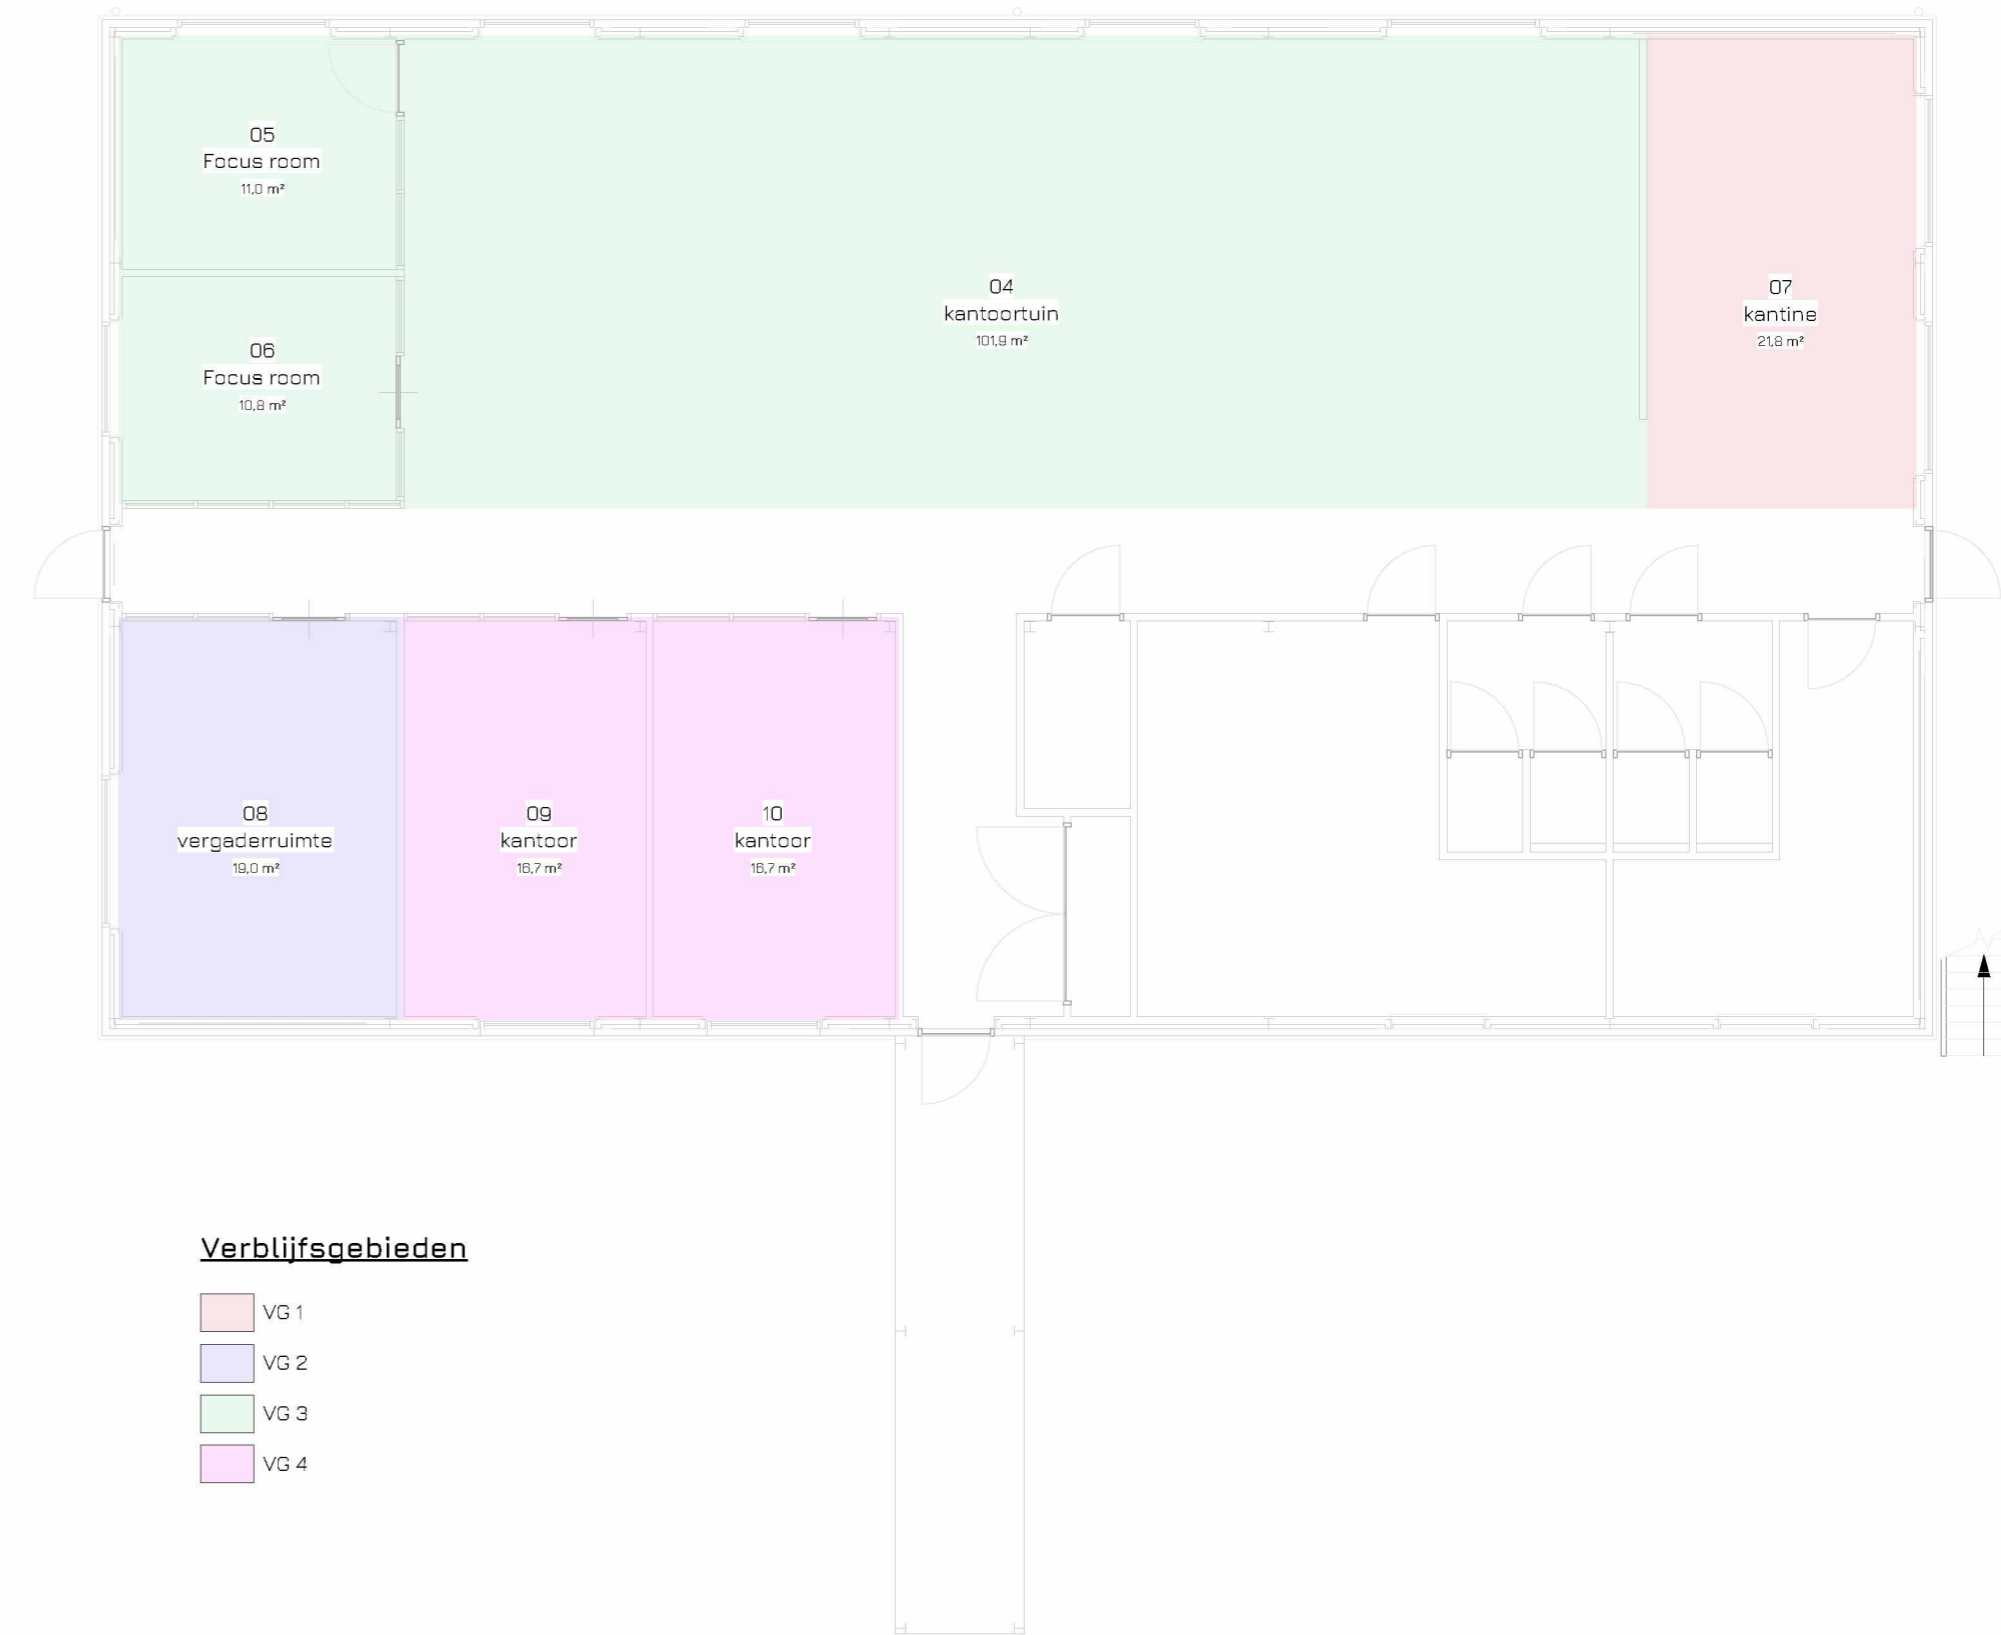 05
Focus room
11,0 m²
04
kantoortuin
101,9 m²
07
kantine
21,8 m²
06
Focus room
10,8 m²
08
vergaderruimte
19,0 m²
09
kantoor
16,7 m²
10
kantoor
16,7 m²
Verblijfsgebieden
VG 1
VG 2
VG 3
VG 4